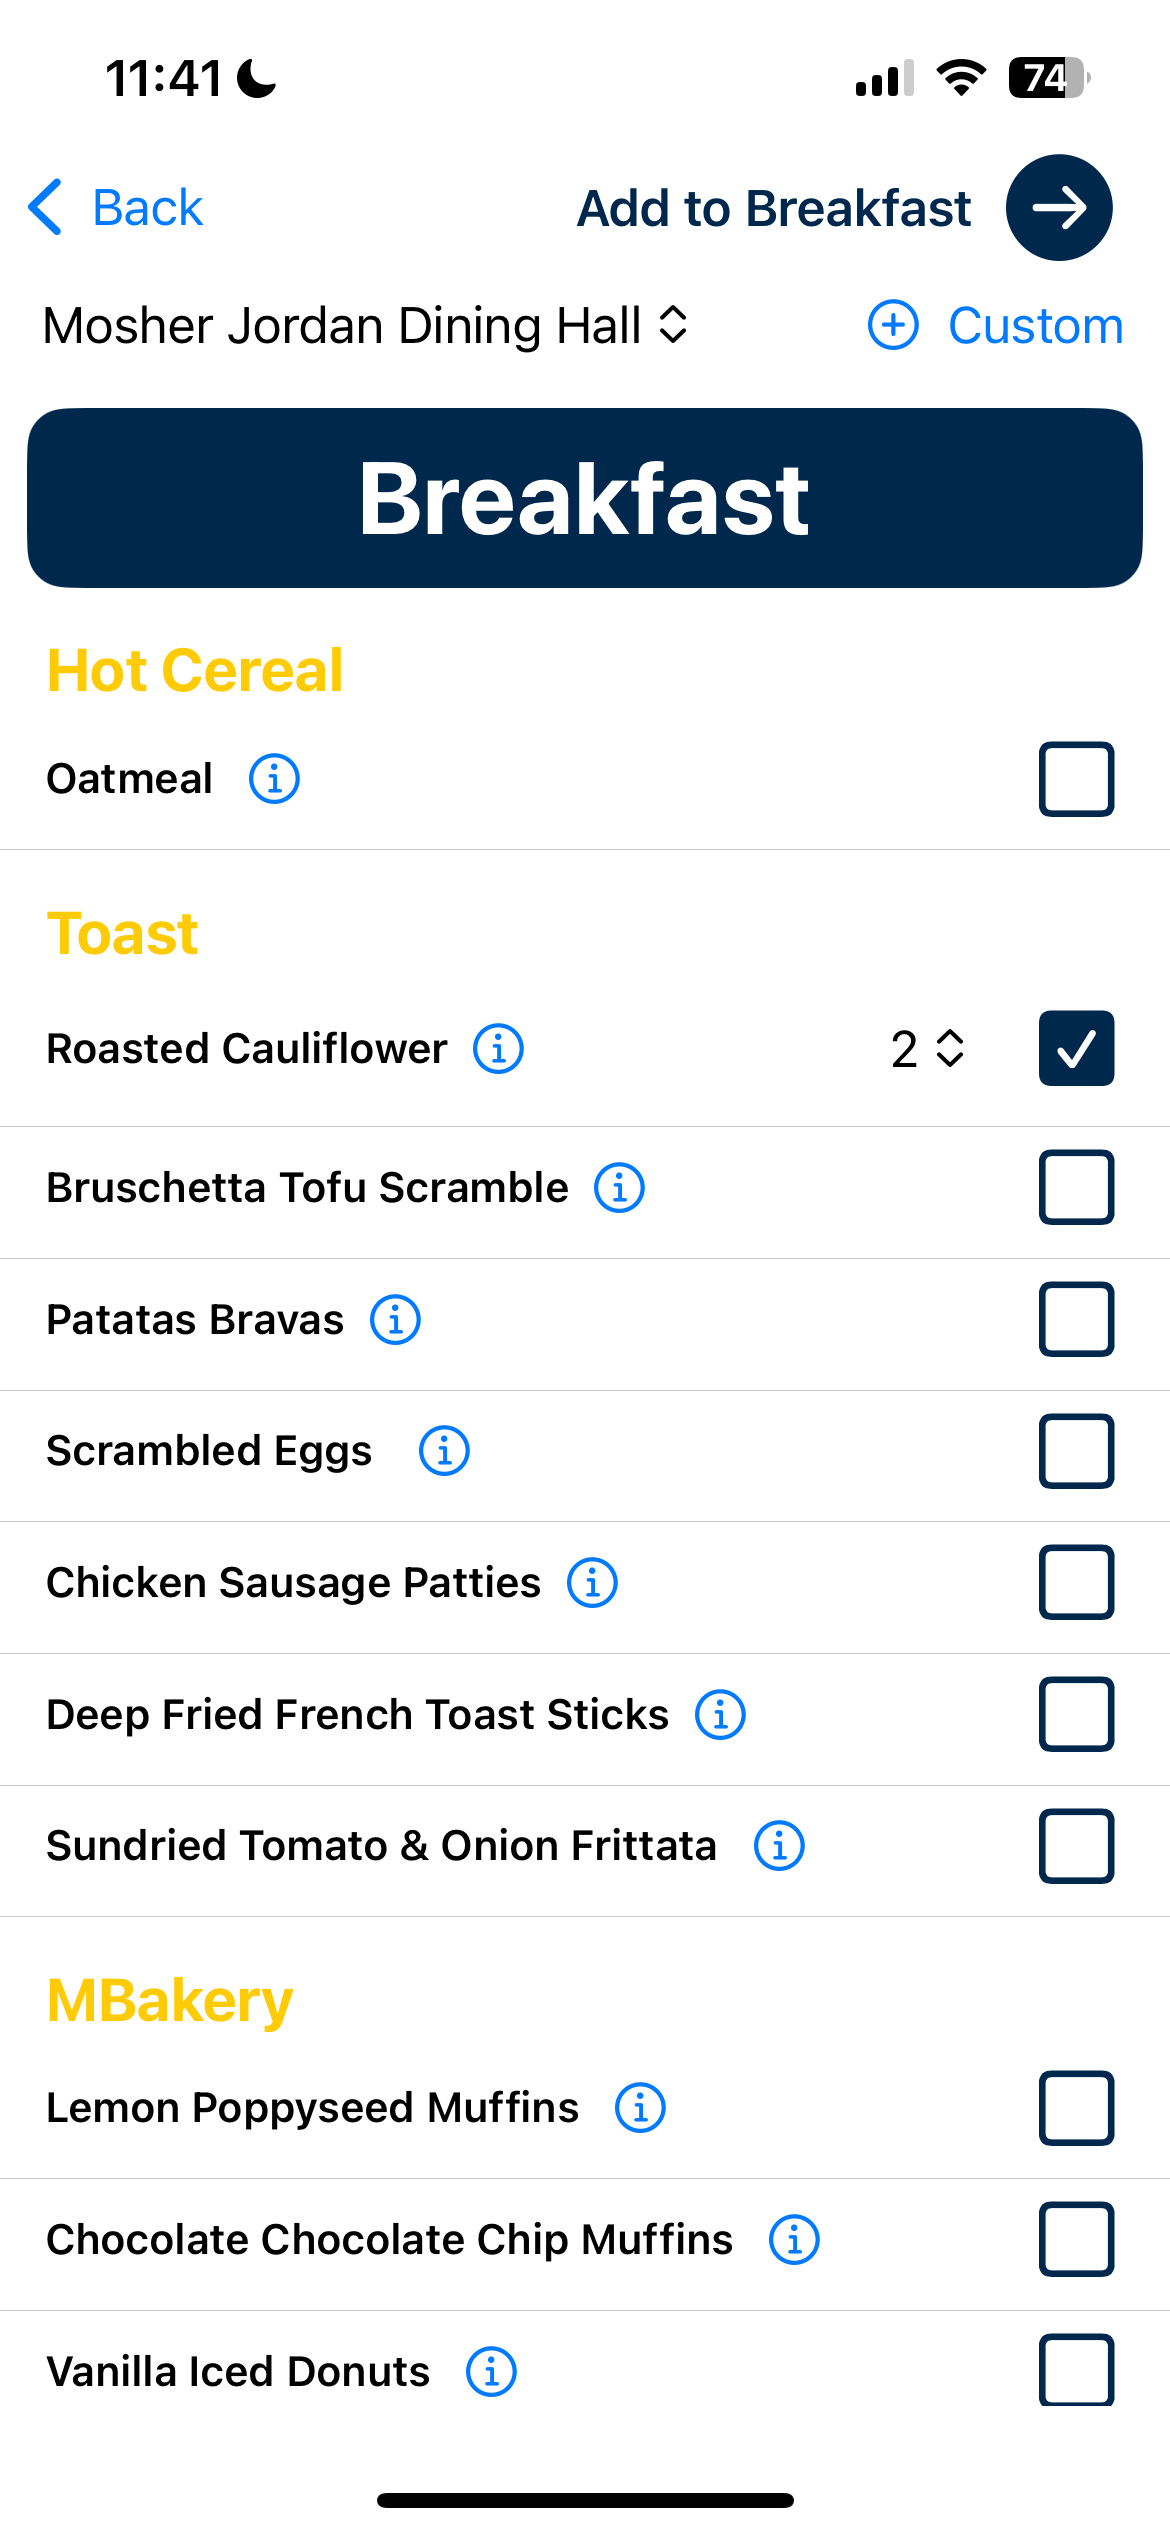 11:41
74
Back
Add to Breakfast
Mosher Jordan Dining Hall
Custom
Breakfast
Hot Cereal
Oatmeal
Toast
Roasted Cauliflower
2
Bruschetta Tofu Scramble
Patatas Bravas
Scrambled Eggs
Chicken Sausage Patties
Deep Fried French Toast Sticks
Sundried Tomato & Onion Frittata
MBakery
Lemon Poppyseed Muffins
Chocolate Chocolate Chip Muffins
Vanilla Iced Donuts